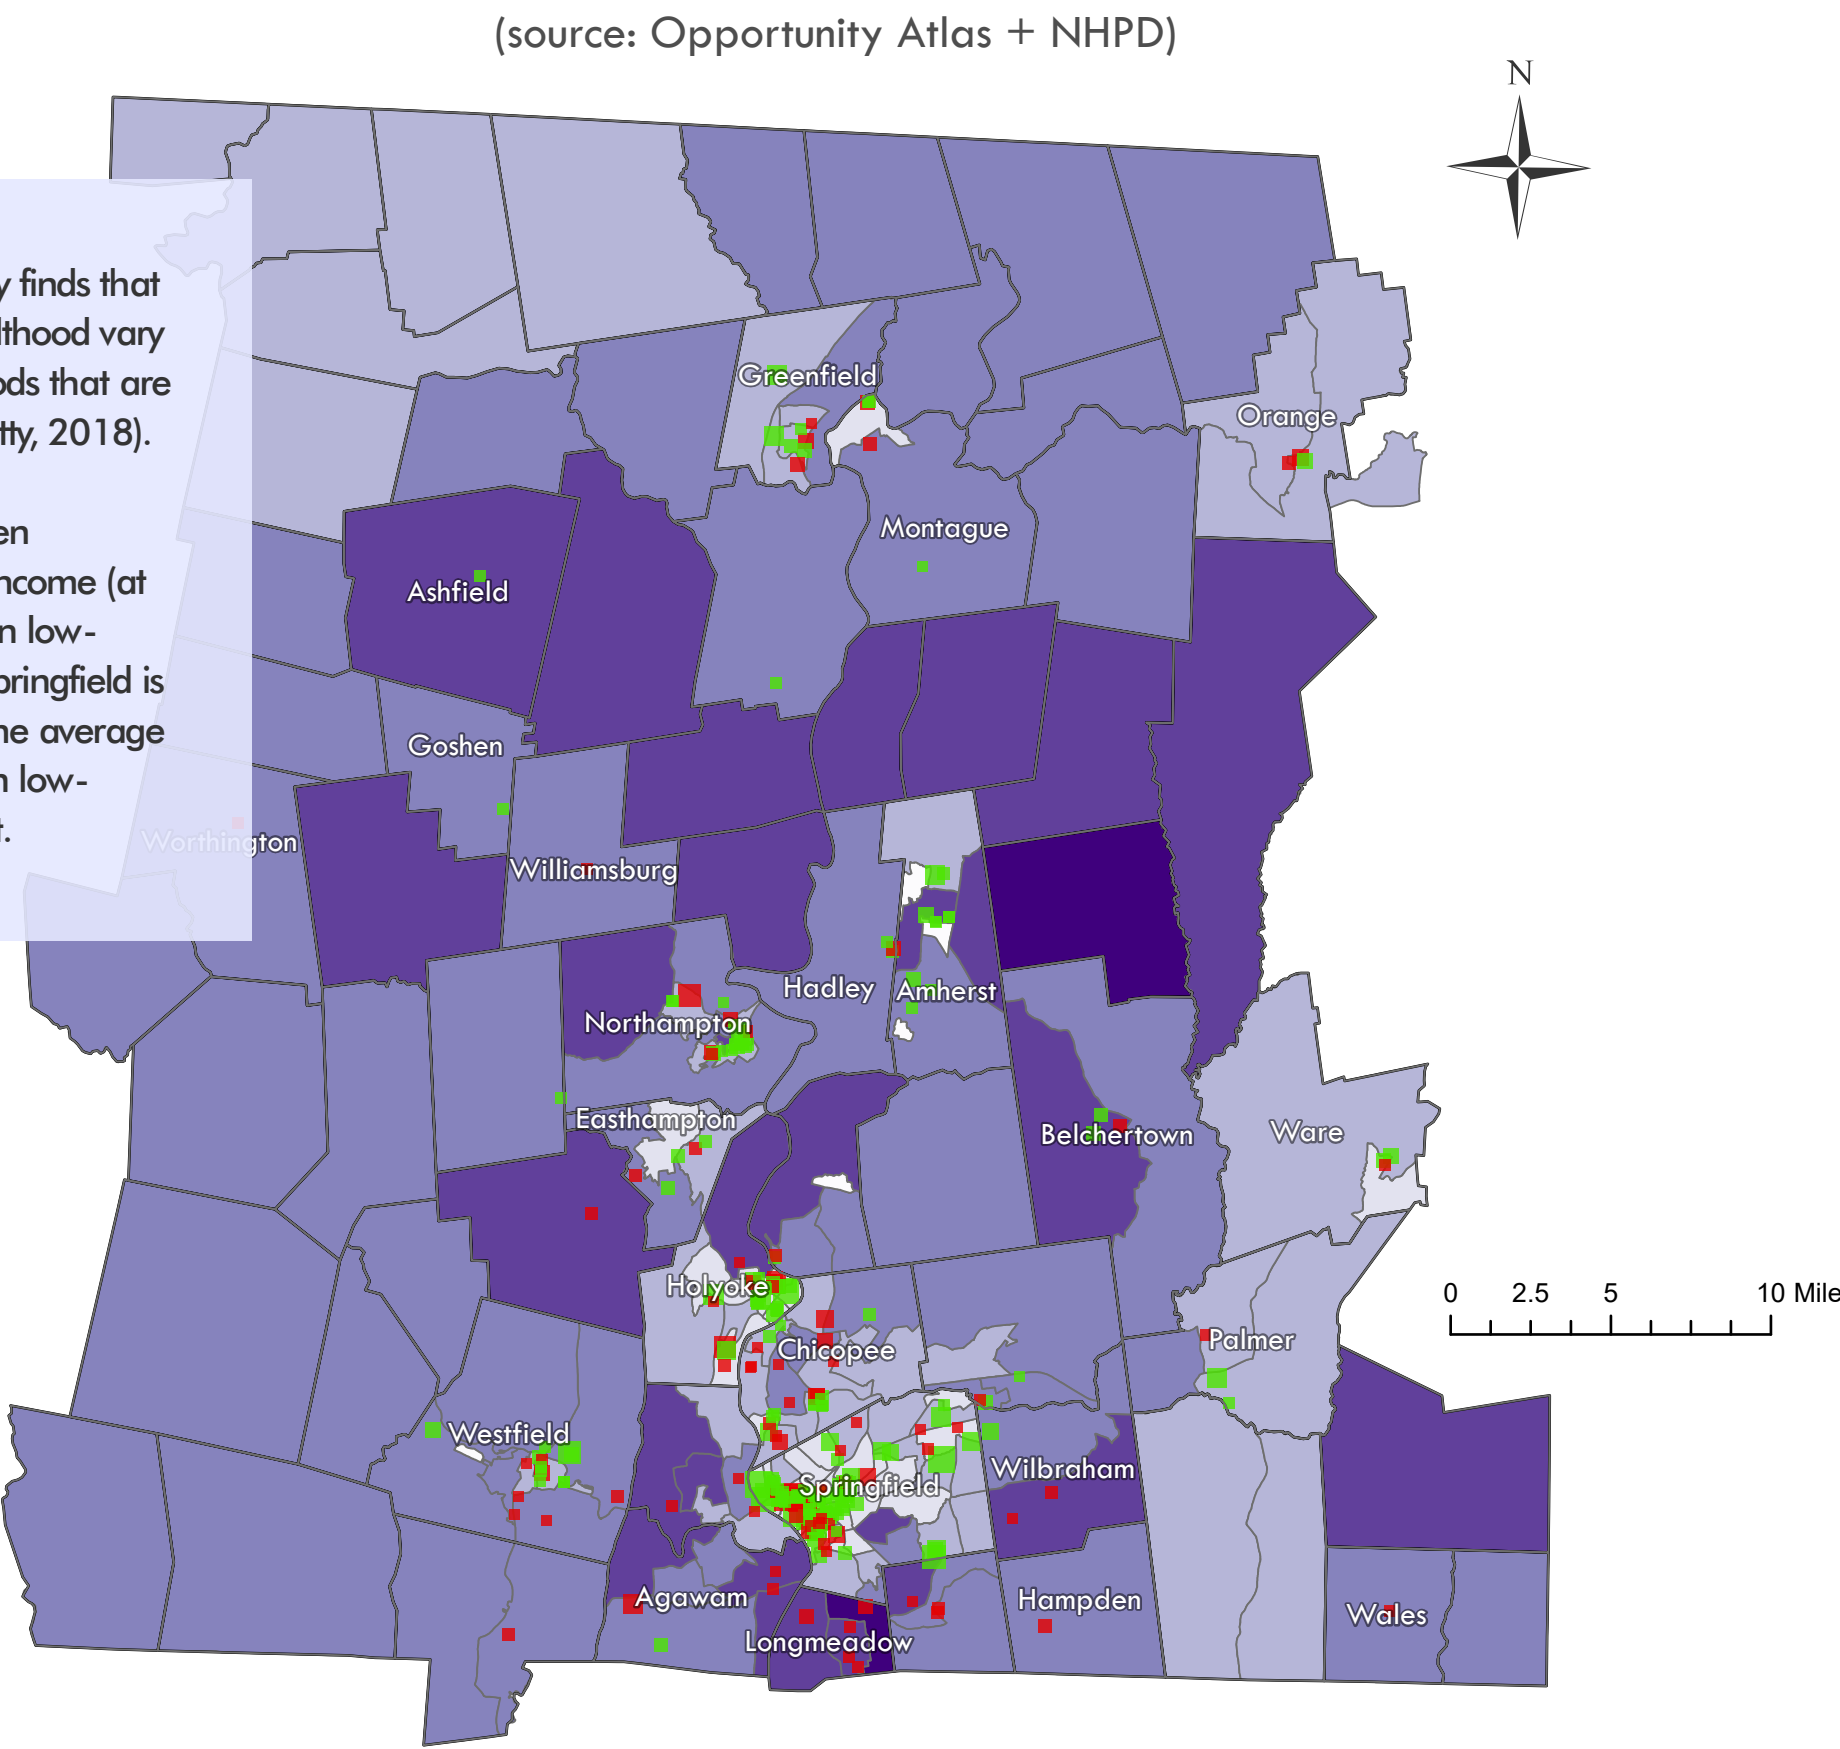 (source: Opportunity Atlas + NHPD)
N
y finds that
lthood vary
ods that are
tty, 2018).
en
ncome (at
n low-
pringfield is
he average
n low-
t.
Greenfield
Orange
Montague
Ashfield
Goshen
Worthington
Williamsburg
Hadley
Amherst
Northampton
Easthampton
Belchertown
Ware
Holyoke
0 2.5 5 10 Mile
Chicopee
Palmer
Westfield
Wilbraham
Springfield
Agawam
Hampden
Wales
Longmeadow